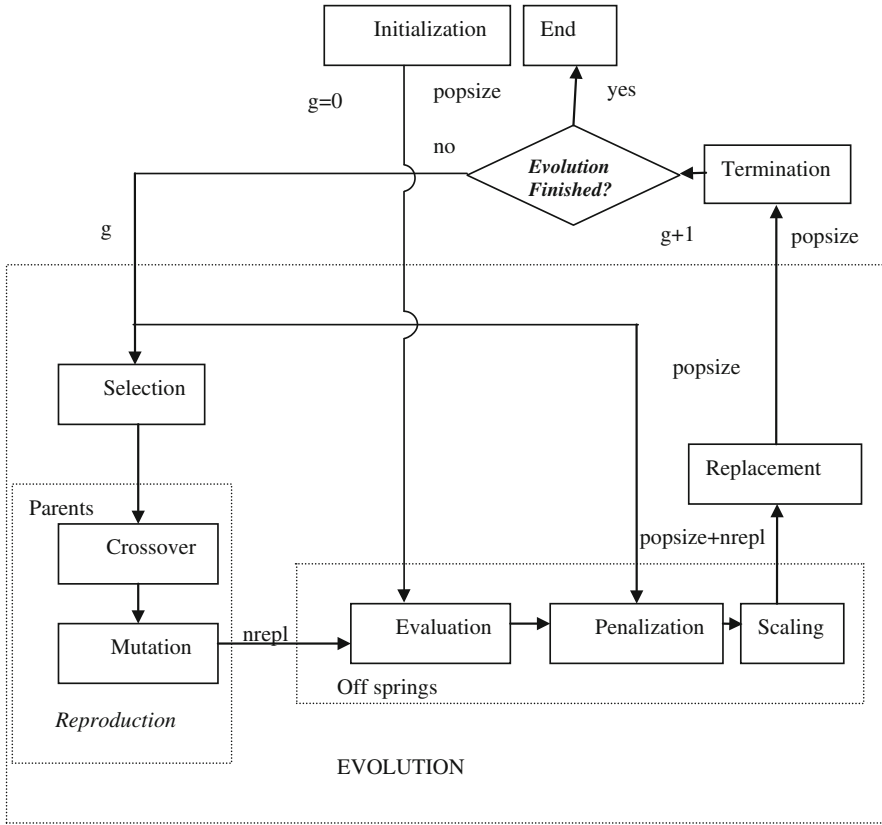 Initialization
End
g=0
popsize
yes
no
Evolution
Finished?
Termination
g
g+1
popsize
Selection
popsize
Replacement
Parents
Crossover
popsize+nrepl
Mutation
nrepl
Evaluation
Penalization
Scaling
Off springs
Reproduction
EVOLUTION